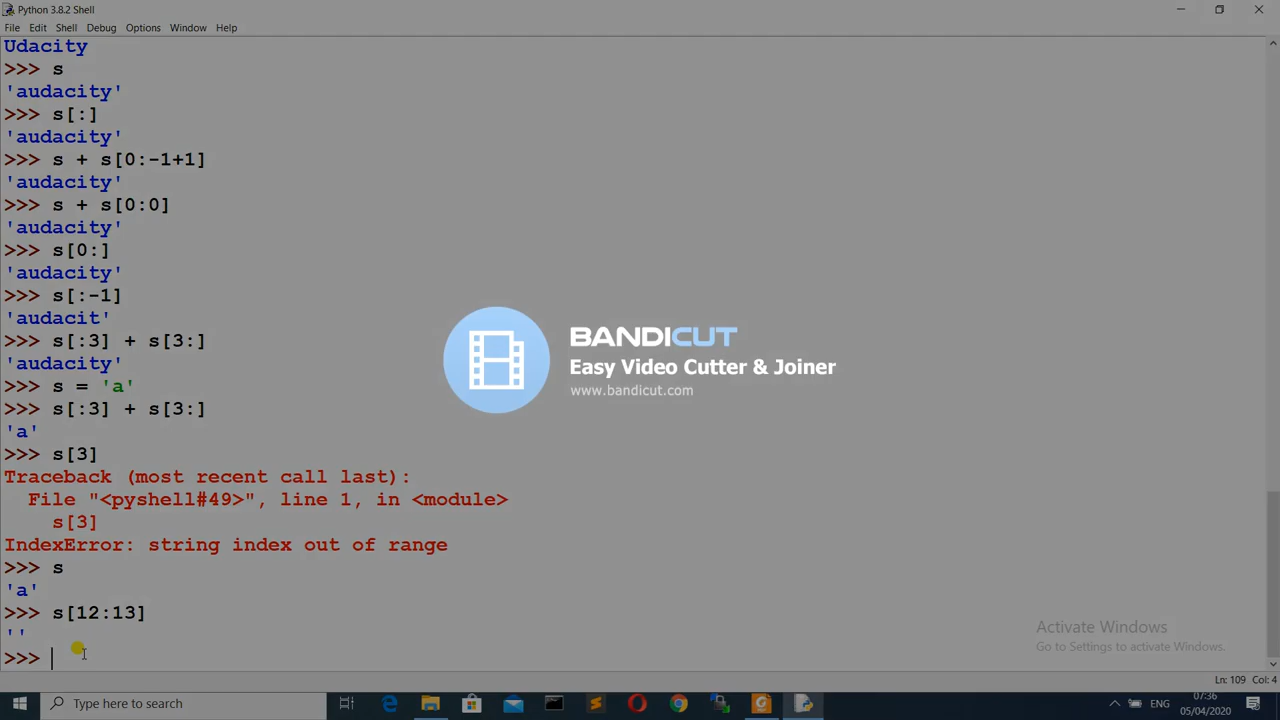 Python 3.8.2 Shell
File Edit Shell Debug Options Window Help
Udacity
>>> s
'audacity'
>>> s[:]
'audacity'
>>> s + s[0:-1+1]
'audacity'
>>> s + s[0:0]
'audacity'
>>> s[0:]
'audacity'
>>> s[:-1]
'audacit'
>>> s[:3] + s[3:]
'audacity'
>>> s = 'a'
>>> s[:3] + s[3:]
'a'
>>> s[3]
Traceback (most recent call last):
  File "<pyshell#49>", line 1, in <module>
    s[3]
IndexError: string index out of range
>>> s
'a'
>>> s[12:13]
''
>>>
BANDICUT
Easy Video Cutter & Joiner
www.bandicut.com
Activate Windows
Go to Settings to activate Windows.
Ln: 109 Col: 4
Type here to search
ENG
07:36
05/04/2020